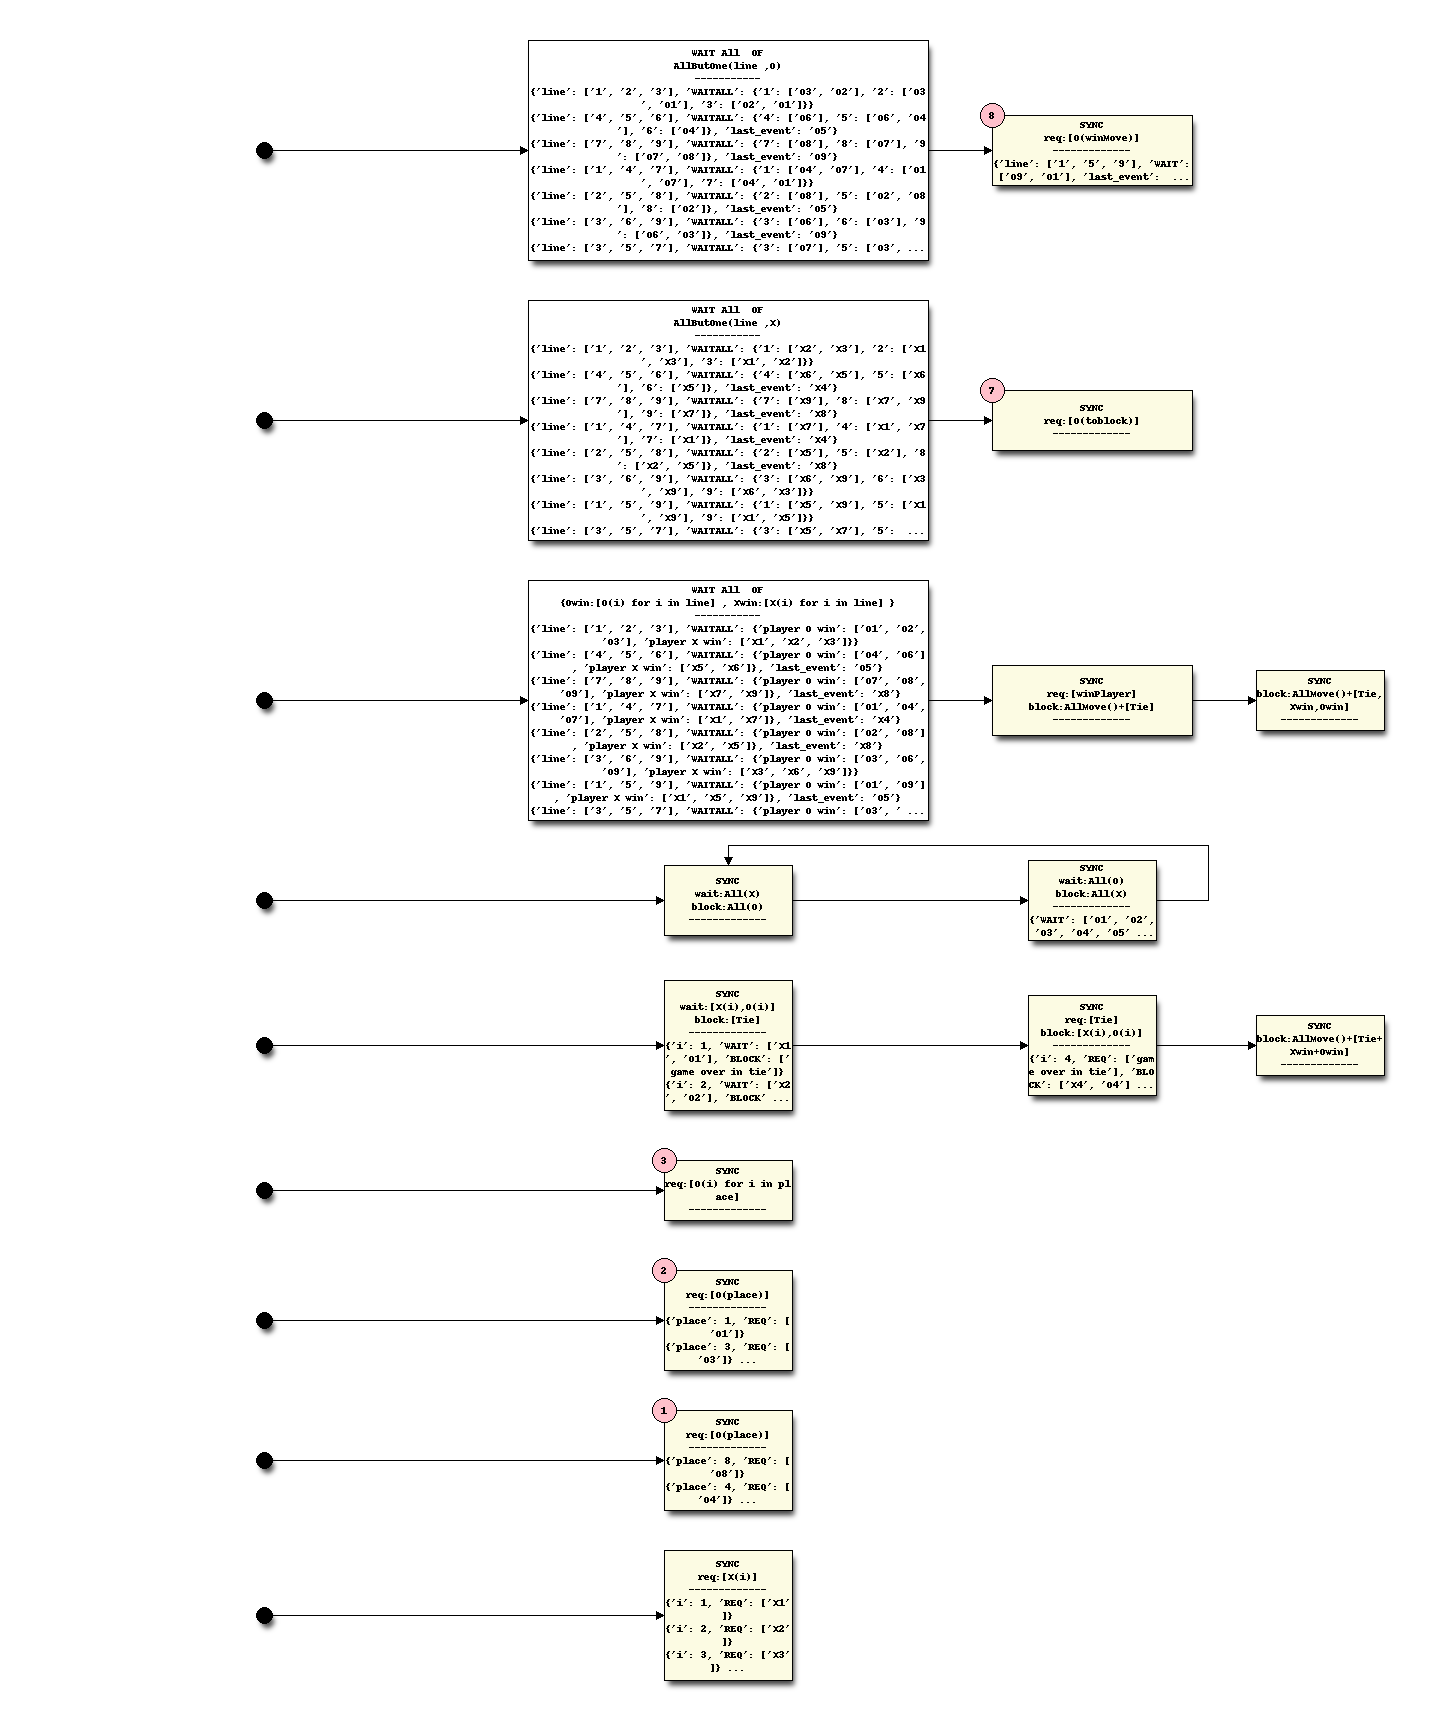 WAIT All  OF
AllButOne(line ,O)
-----------
{'line': ['1', '2', '3'], 'WAITALL': {'1': ['O3', 'O2'], '2': ['O3
', 'O1'], '3': ['O2', 'O1']}}
{'line': ['4', '5', '6'], 'WAITALL': {'4': ['O6'], '5': ['O6', 'O4
'], '6': ['O4']}, 'last_event': 'O5'}
{'line': ['7', '8', '9'], 'WAITALL': {'7': ['O8'], '8': ['O7'], '9
': ['O7', 'O8']}, 'last_event': 'O9'}
{'line': ['1', '4', '7'], 'WAITALL': {'1': ['O4', 'O7'], '4': ['O1
', 'O7'], '7': ['O4', 'O1']}}
{'line': ['2', '5', '8'], 'WAITALL': {'2': ['O8'], '5': ['O2', 'O8
'], '8': ['O2']}, 'last_event': 'O5'}
{'line': ['3', '6', '9'], 'WAITALL': {'3': ['O6'], '6': ['O3'], '9
': ['O6', 'O3']}, 'last_event': 'O9'}
{'line': ['3', '5', '7'], 'WAITALL': {'3': ['O7'], '5': ['O3', ...
8
SYNC
req:[O(winMove)]
-------------
{'line': ['1', '5', '9'], 'WAIT':
['O9', 'O1'], 'last_event':  ...
WAIT All  OF
AllButOne(line ,X)
-----------
{'line': ['1', '2', '3'], 'WAITALL': {'1': ['X2', 'X3'], '2': ['X1
', 'X3'], '3': ['X1', 'X2']}}
{'line': ['4', '5', '6'], 'WAITALL': {'4': ['X6', 'X5'], '5': ['X6
'], '6': ['X5']}, 'last_event': 'X4'}
{'line': ['7', '8', '9'], 'WAITALL': {'7': ['X9'], '8': ['X7', 'X9
'], '9': ['X7']}, 'last_event': 'X8'}
{'line': ['1', '4', '7'], 'WAITALL': {'1': ['X7'], '4': ['X1', 'X7
'], '7': ['X1']}, 'last_event': 'X4'}
{'line': ['2', '5', '8'], 'WAITALL': {'2': ['X5'], '5': ['X2'], '8
': ['X2', 'X5']}, 'last_event': 'X8'}
{'line': ['3', '6', '9'], 'WAITALL': {'3': ['X6', 'X9'], '6': ['X3
', 'X9'], '9': ['X6', 'X3']}}
{'line': ['1', '5', '9'], 'WAITALL': {'1': ['X5', 'X9'], '5': ['X1
', 'X9'], '9': ['X1', 'X5']}}
{'line': ['3', '5', '7'], 'WAITALL': {'3': ['X5', 'X7'], '5':  ...
7
SYNC
req:[O(toblock)]
-------------
WAIT All  OF
{Owin:[O(i) for i in line] , Xwin:[X(i) for i in line] }
-----------
{'line': ['1', '2', '3'], 'WAITALL': {'player O win': ['O1', 'O2',
'O3'], 'player X win': ['X1', 'X2', 'X3']}}
{'line': ['4', '5', '6'], 'WAITALL': {'player O win': ['O4', 'O6']
, 'player X win': ['X5', 'X6']}, 'last_event': 'O5'}
{'line': ['7', '8', '9'], 'WAITALL': {'player O win': ['O7', 'O8',
'O9'], 'player X win': ['X7', 'X9']}, 'last_event': 'X8'}
{'line': ['1', '4', '7'], 'WAITALL': {'player O win': ['O1', 'O4',
'O7'], 'player X win': ['X1', 'X7']}, 'last_event': 'X4'}
{'line': ['2', '5', '8'], 'WAITALL': {'player O win': ['O2', 'O8']
, 'player X win': ['X2', 'X5']}, 'last_event': 'X8'}
{'line': ['3', '6', '9'], 'WAITALL': {'player O win': ['O3', 'O6',
'O9'], 'player X win': ['X3', 'X6', 'X9']}}
{'line': ['1', '5', '9'], 'WAITALL': {'player O win': ['O1', 'O9']
, 'player X win': ['X1', 'X5', 'X9']}, 'last_event': 'O5'}
{'line': ['3', '5', '7'], 'WAITALL': {'player O win': ['O3', ' ...
SYNC
req:[winPlayer]
block:AllMove()+[Tie]
-------------
SYNC
block:AllMove()+[Tie,
Xwin,Owin]
-------------
SYNC
wait:All(X)
block:All(O)
-------------
SYNC
wait:All(O)
block:All(X)
-------------
{'WAIT': ['O1', 'O2',
'O3', 'O4', 'O5' ...
SYNC
wait:[X(i),O(i)]
block:[Tie]
-------------
{'i': 1, 'WAIT': ['X1
', 'O1'], 'BLOCK': ['
game over in tie']}
{'i': 2, 'WAIT': ['X2
', 'O2'], 'BLOCK' ...
SYNC
req:[Tie]
block:[X(i),O(i)]
-------------
{'i': 4, 'REQ': ['gam
e over in tie'], 'BLO
CK': ['X4', 'O4'] ...
SYNC
block:AllMove()+[Tie+
Xwin+Owin]
-------------
3
SYNC
req:[O(i) for i in pl
ace]
-------------
2
SYNC
req:[O(place)]
-------------
{'place': 1, 'REQ': [
'O1']}
{'place': 3, 'REQ': [
'O3']} ...
1
SYNC
req:[O(place)]
-------------
{'place': 8, 'REQ': [
'O8']}
{'place': 4, 'REQ': [
'O4']} ...
SYNC
req:[X(i)]
-------------
{'i': 1, 'REQ': ['X1'
]}
{'i': 2, 'REQ': ['X2'
]}
{'i': 3, 'REQ': ['X3'
]} ...